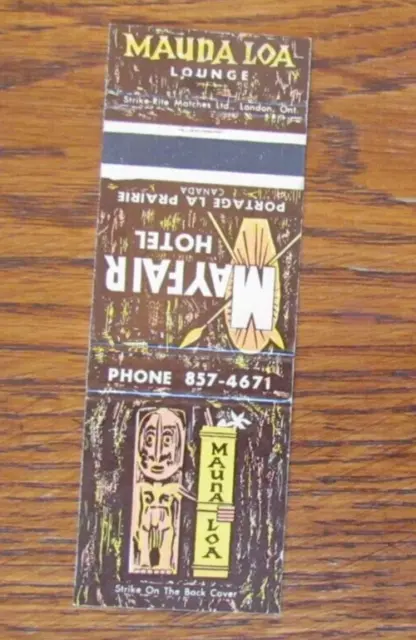 MAUNA LOA
LOUNGE
Strike-Rite Matches Ltd., London, Ont.
MAYFAIR
HOTEL
PORTAGE LA PRAIRIE
CANADA
PHONE 857-4671
MAUNA
LOA
Strike On The Back Cover